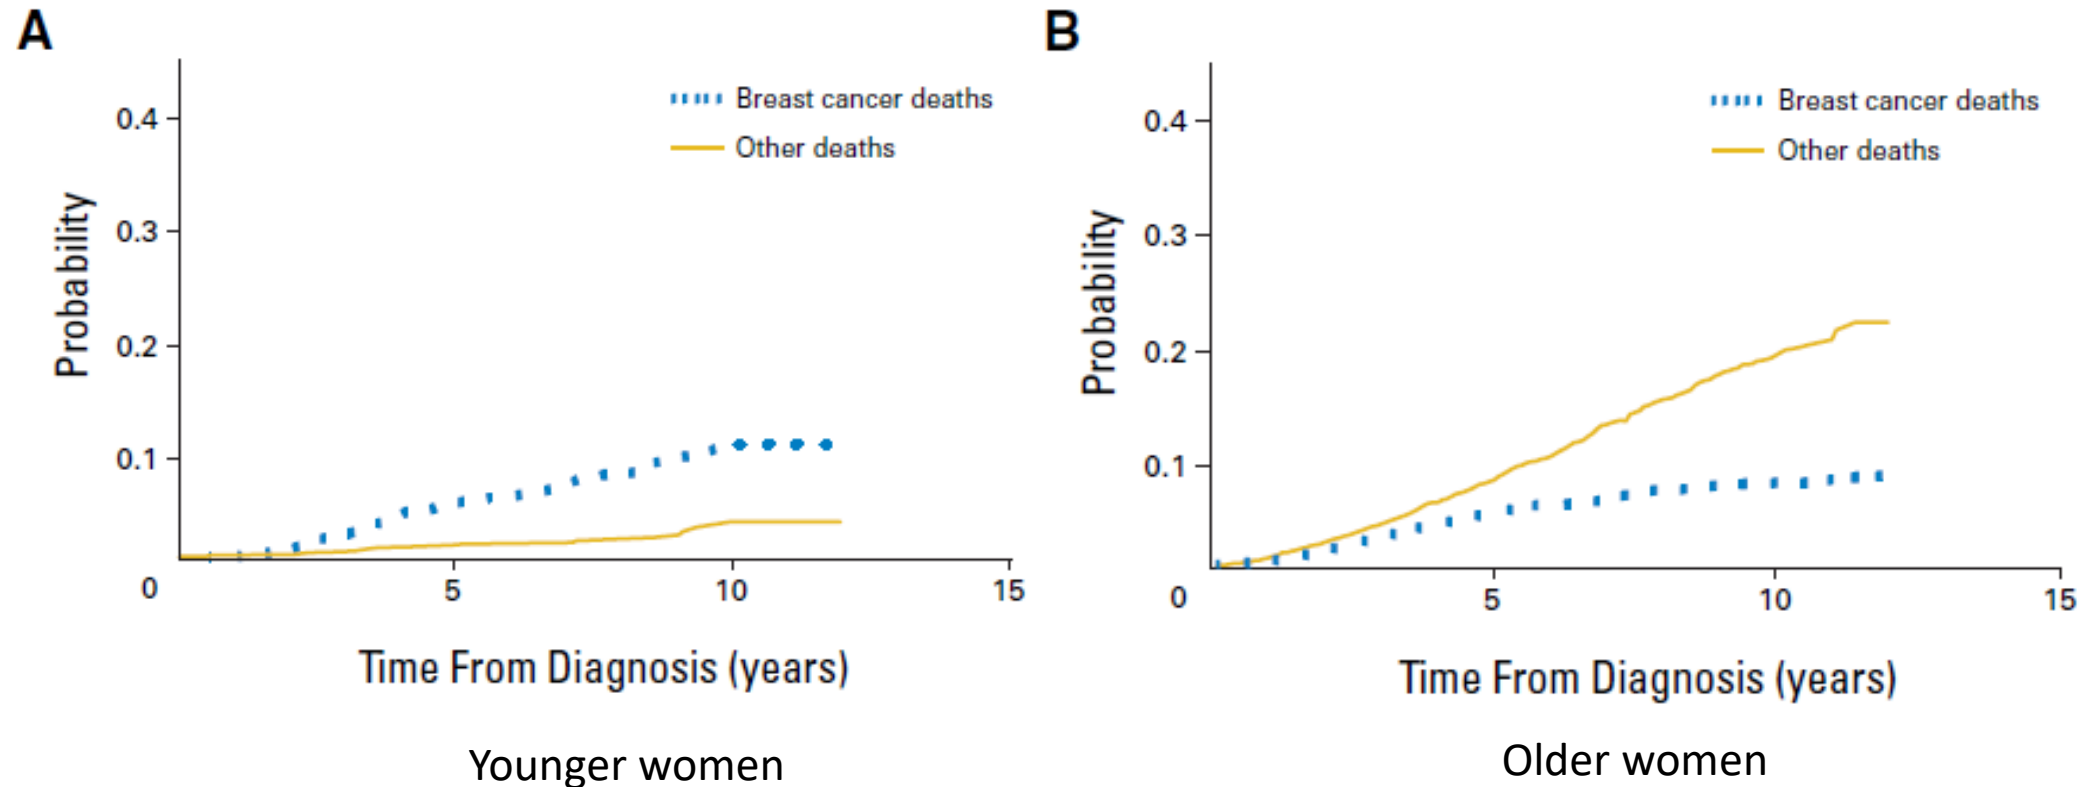 A
Probability
0.4
0.3
0.2
0.1
0
5
10
15
Breast cancer deaths
Other deaths
Time From Diagnosis (years)
Younger women
B
Probability
0.4
0.3
0.2
0.1
0
5
10
15
Breast cancer deaths
Other deaths
Time From Diagnosis (years)
Older women